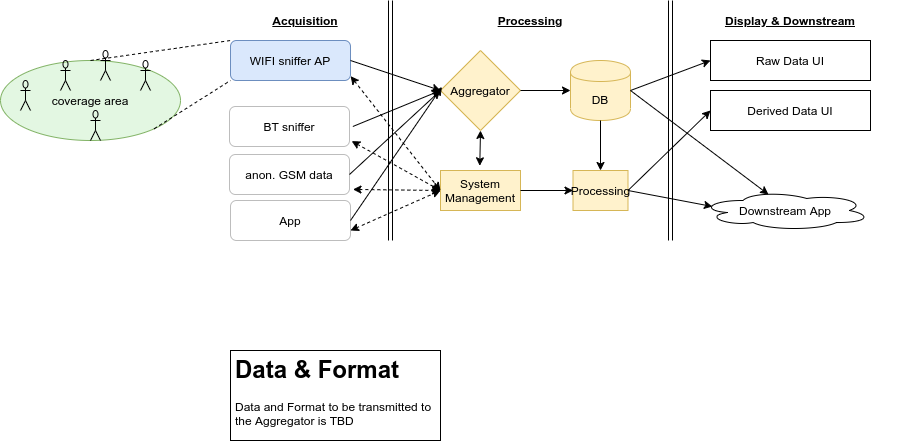 Acquisition
Processing
Display & Downstream
WIFI sniffer AP
Raw Data UI
coverage area
Aggregator
DB
Derived Data UI
BT sniffer
anon. GSM data
System
Management
Processing
App
Downstream App
Data & Format
Data and Format to be transmitted to
the Aggregator is TBD